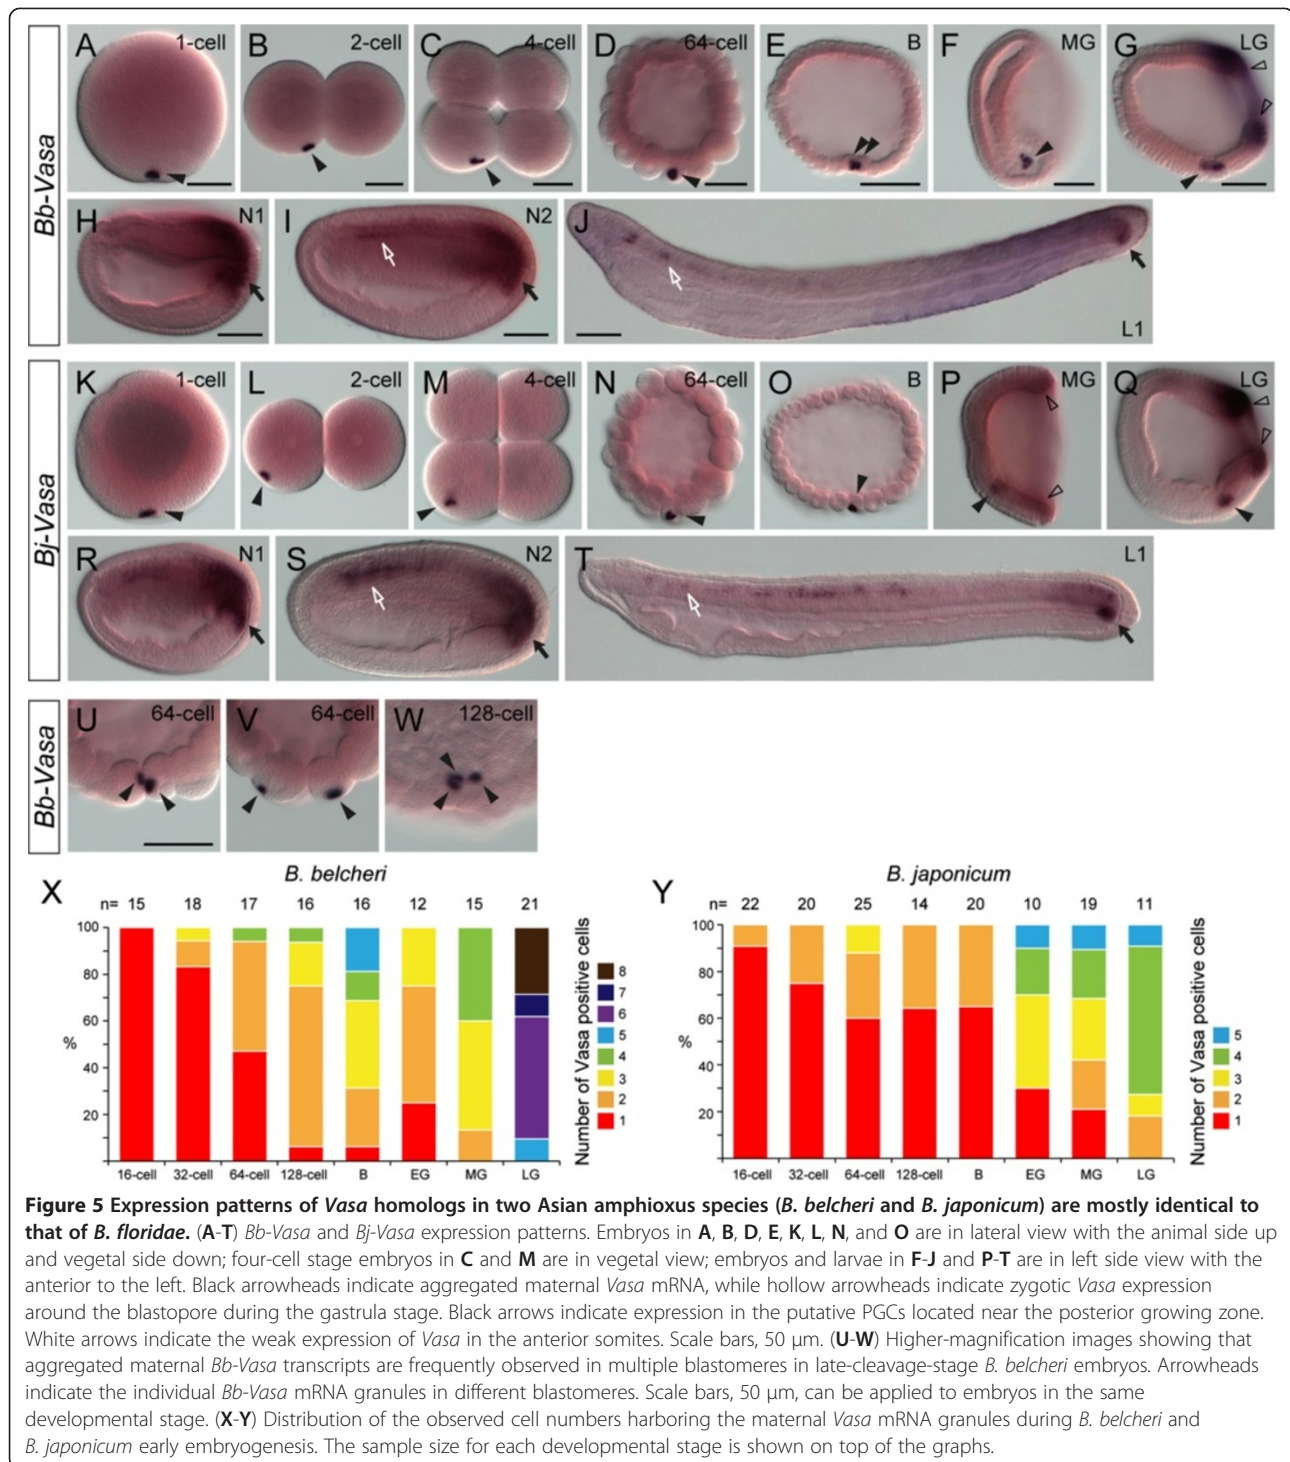 Bb-Vasa
A 1-cell
B 2-cell
C 4-cell
D 64-cell
E B
F MG
G LG
H N1
I N2
J L1
Bj-Vasa
K 1-cell
L 2-cell
M 4-cell
N 64-cell
O B
P MG
Q LG
R N1
S N2
T L1
Bb-Vasa
U 64-cell
V 64-cell
W 128-cell
X
B. belcheri
n= 15 18 17 16 16 12 15 21
100
80
60
%
40
20
16-cell 32-cell 64-cell 128-cell B EG MG LG
Number of Vasa positive cells
8
7
6
5
4
3
2
1
Y
B. japonicum
n= 22 20 25 14 20 10 19 11
100
80
60
%
40
20
16-cell 32-cell 64-cell 128-cell B EG MG LG
Number of Vasa positive cells
5
4
3
2
1
Figure 5 Expression patterns of Vasa homologs in two Asian amphioxus species (B. belcheri and B. japonicum) are mostly identical to
that of B. floridae. (A-T) Bb-Vasa and Bj-Vasa expression patterns. Embryos in A, B, D, E, K, L, N, and O are in lateral view with the animal side up
and vegetal side down; four-cell stage embryos in C and M are in vegetal view; embryos and larvae in F-J and P-T are in left side view with the
anterior to the left. Black arrowheads indicate aggregated maternal Vasa mRNA, while hollow arrowheads indicate zygotic Vasa expression
around the blastopore during the gastrula stage. Black arrows indicate expression in the putative PGCs located near the posterior growing zone.
White arrows indicate the weak expression of Vasa in the anterior somites. Scale bars, 50 μm. (U-W) Higher-magnification images showing that
aggregated maternal Bb-Vasa transcripts are frequently observed in multiple blastomeres in late-cleavage-stage B. belcheri embryos. Arrowheads
indicate the individual Bb-Vasa mRNA granules in different blastomeres. Scale bars, 50 μm, can be applied to embryos in the same
developmental stage. (X-Y) Distribution of the observed cell numbers harboring the maternal Vasa mRNA granules during B. belcheri and
B. japonicum early embryogenesis. The sample size for each developmental stage is shown on top of the graphs.